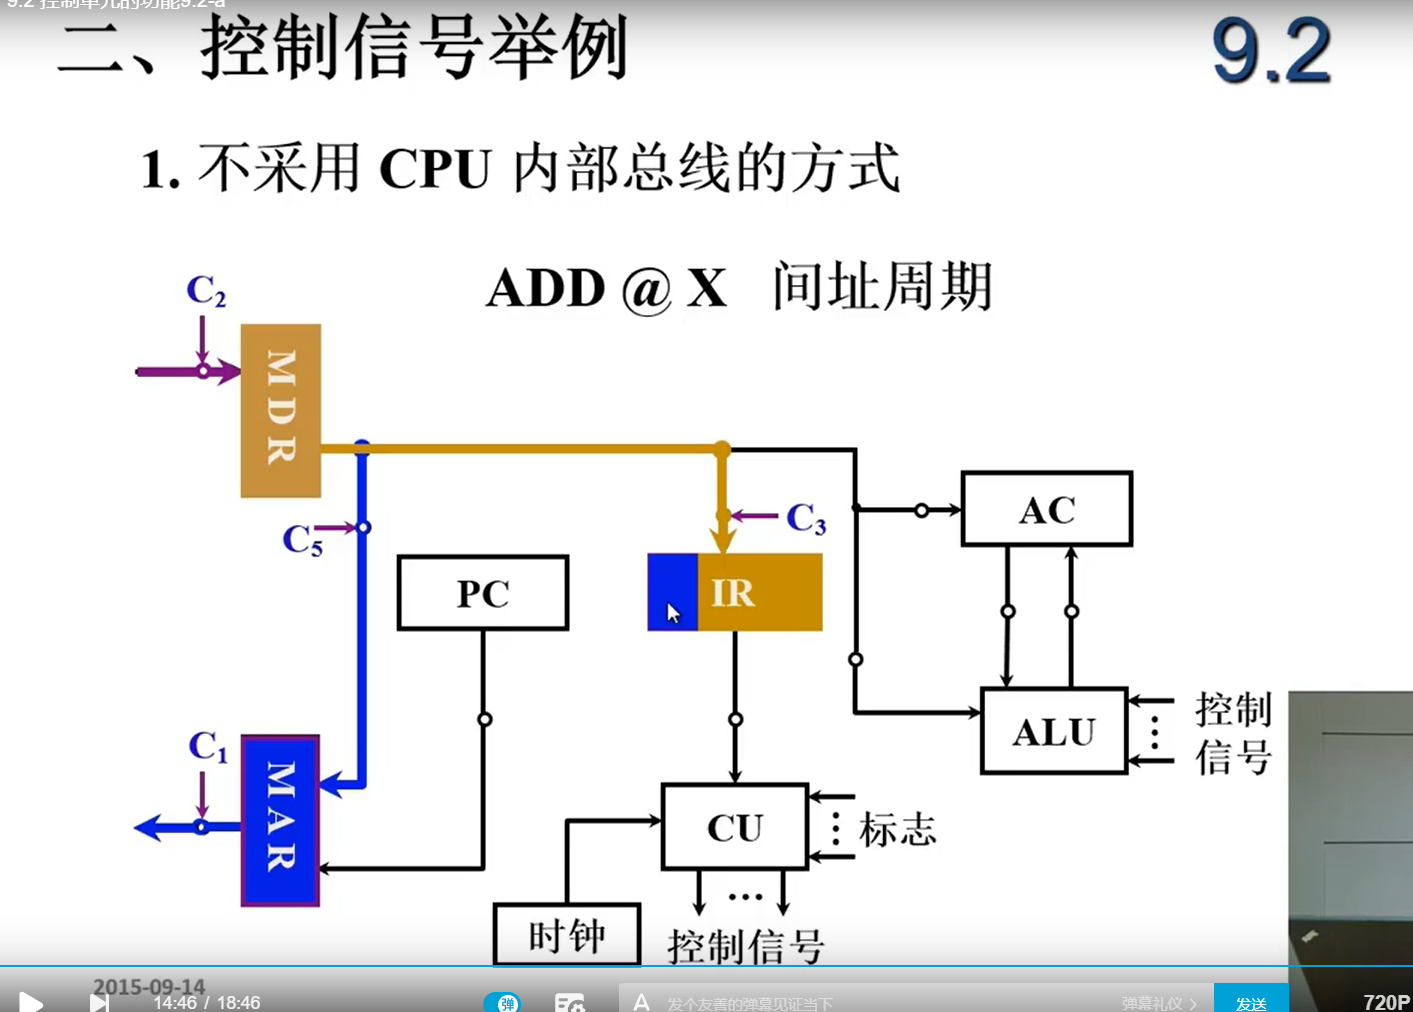 9.2 控制单元的功能9.2-a
二、控制信号举例
9.2
1. 不采用 CPU 内部总线的方式
ADD @ X 间址周期
C2
MDR
C5
C3
PC
IR
AC
C1
MAR
ALU
控制
信号
CU
标志
时钟
控制信号
2015-09-14
14:46 / 18:46
弹
A
发个友善的弹幕见证当下
弹幕礼仪
发送
720P